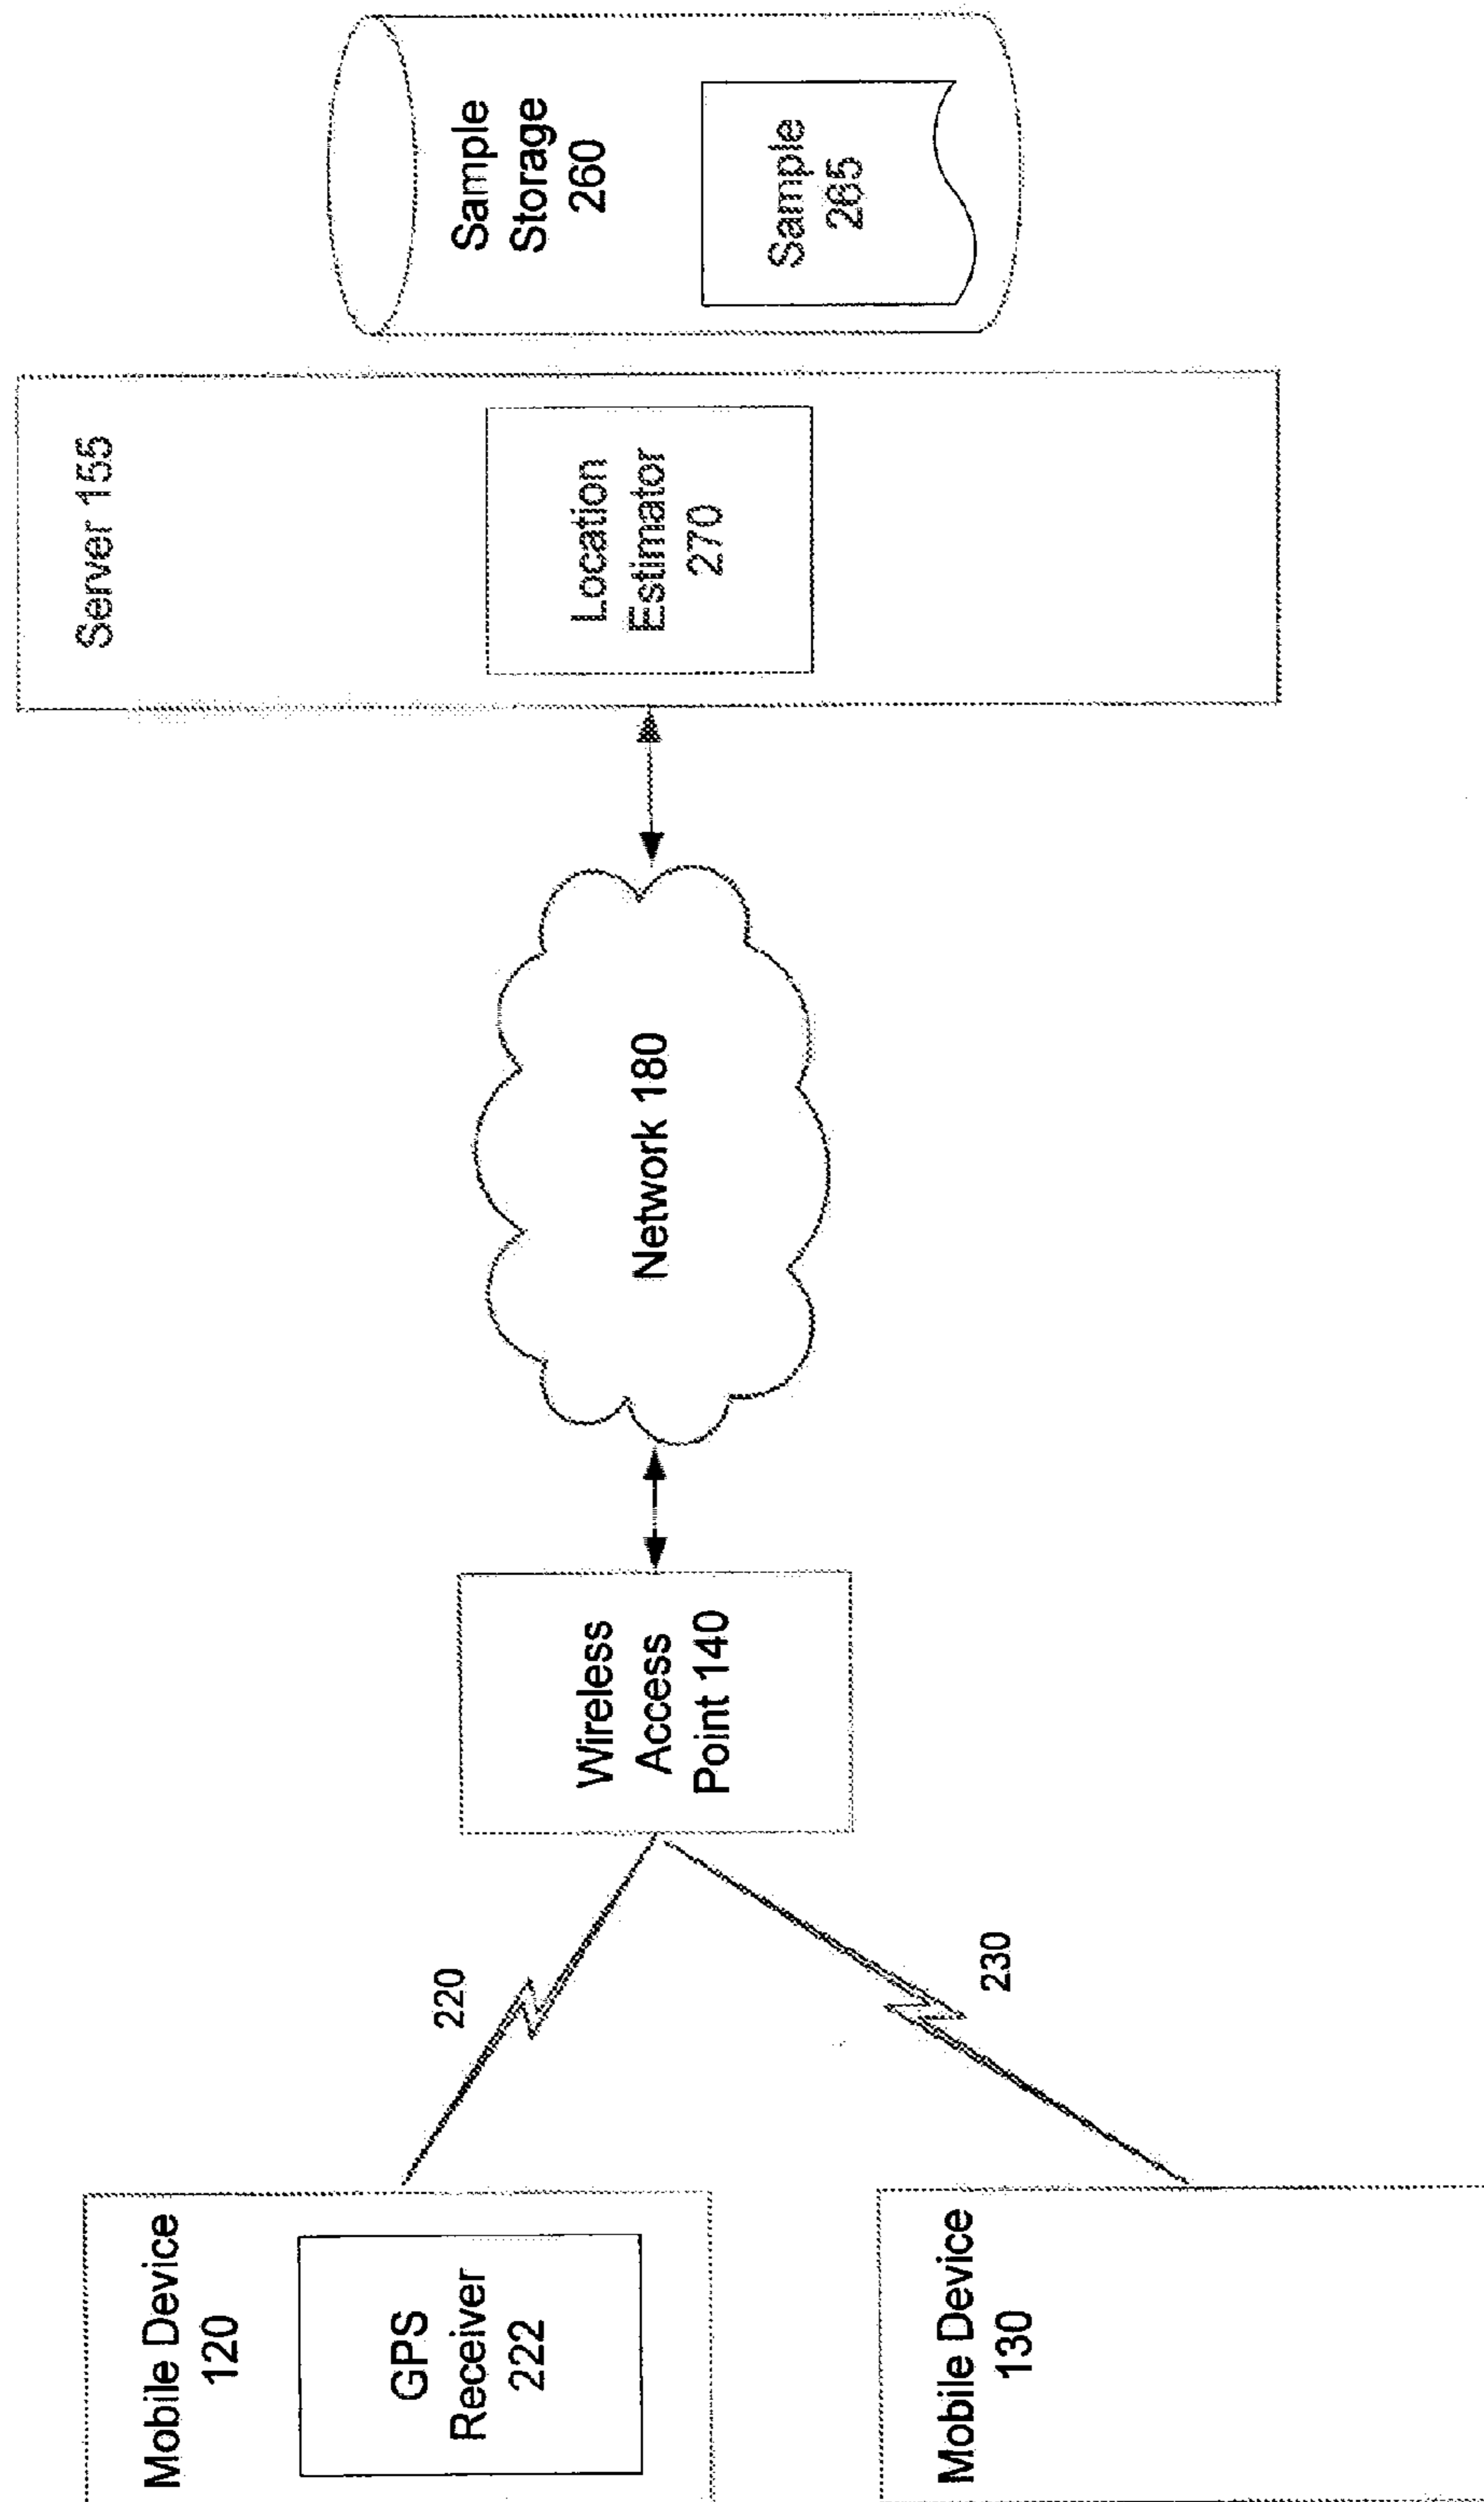 Mobile Device
120
GPS
Receiver
222
Mobile Device
130
220
230
Wireless
Access
Point 140
Network 180
Server 155
Location
Estimator
270
Sample
Storage
260
Sample
265